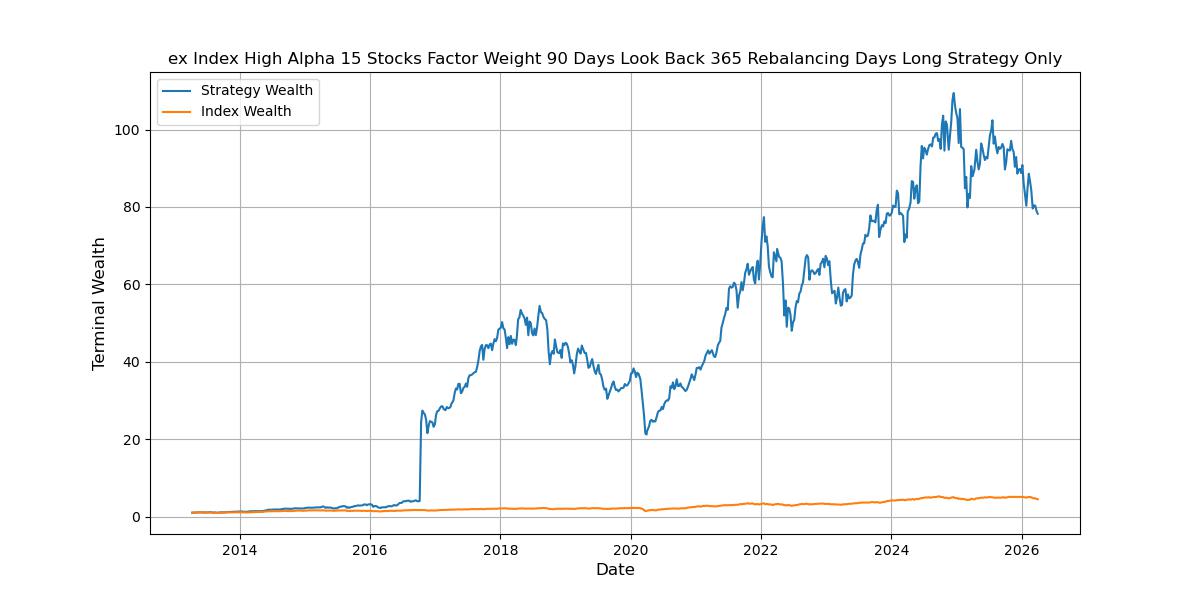 ex Index High Alpha 15 Stocks Factor Weight 90 Days Look Back 365 Rebalancing Days Long Strategy Only
Strategy Wealth
Index Wealth
Terminal Wealth
100
80
60
40
20
0
2014 2016 2018 2020 2022 2024 2026
Date